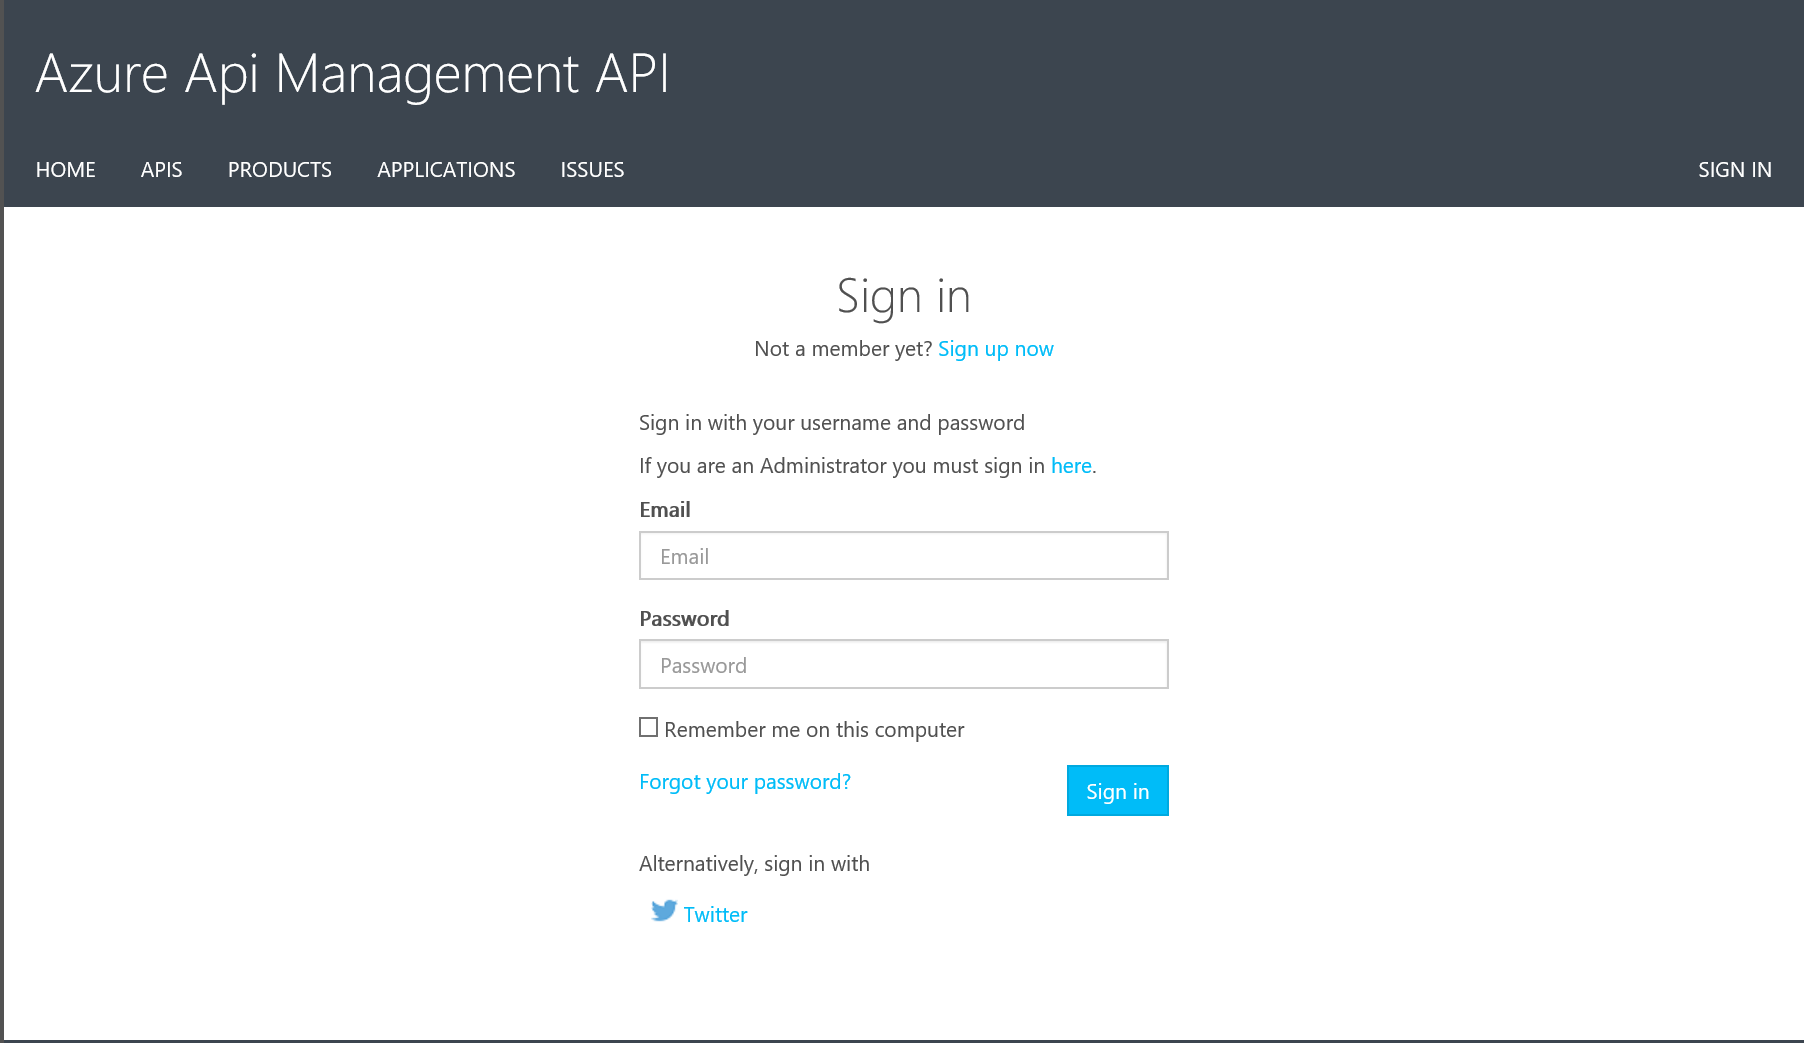 Azure Api Management API
HOME APIS PRODUCTS APPLICATIONS ISSUES SIGN IN
Sign in
Not a member yet? Sign up now
Sign in with your username and password
If you are an Administrator you must sign in here.
Email
Email
Password
Password
Remember me on this computer
Forgot your password? Sign in
Alternatively, sign in with
Twitter